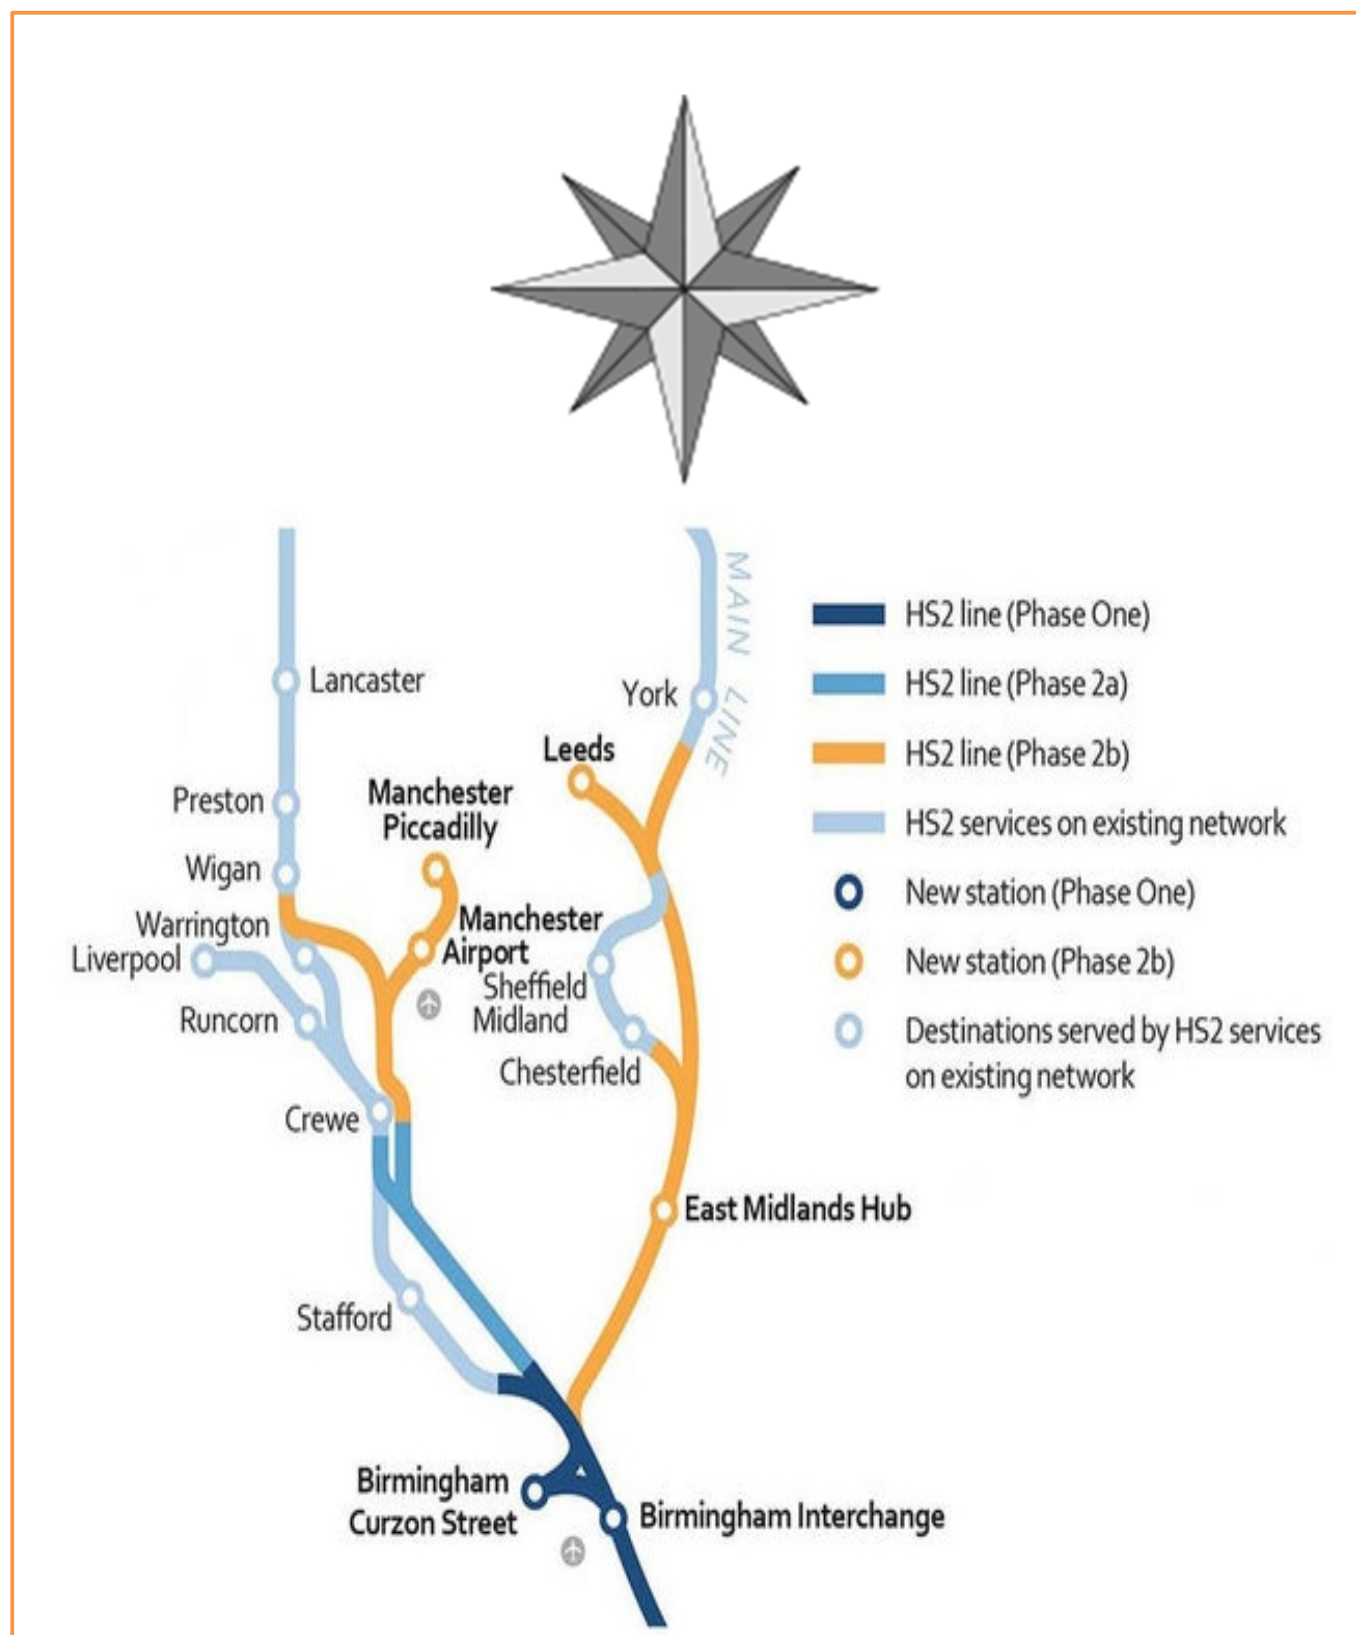 MAIN LINE
Lancaster
York
Leeds
Manchester
Piccadilly
Preston
Wigan
Warrington
Liverpool
Manchester
Airport
Runcorn
Sheffield
Midland
Chesterfield
Crewe
East Midlands Hub
Stafford
Birmingham
Curzon Street
Birmingham Interchange
HS2 line (Phase One)
HS2 line (Phase 2a)
HS2 line (Phase 2b)
HS2 services on existing network
New station (Phase One)
New station (Phase 2b)
Destinations served by HS2 services
on existing network